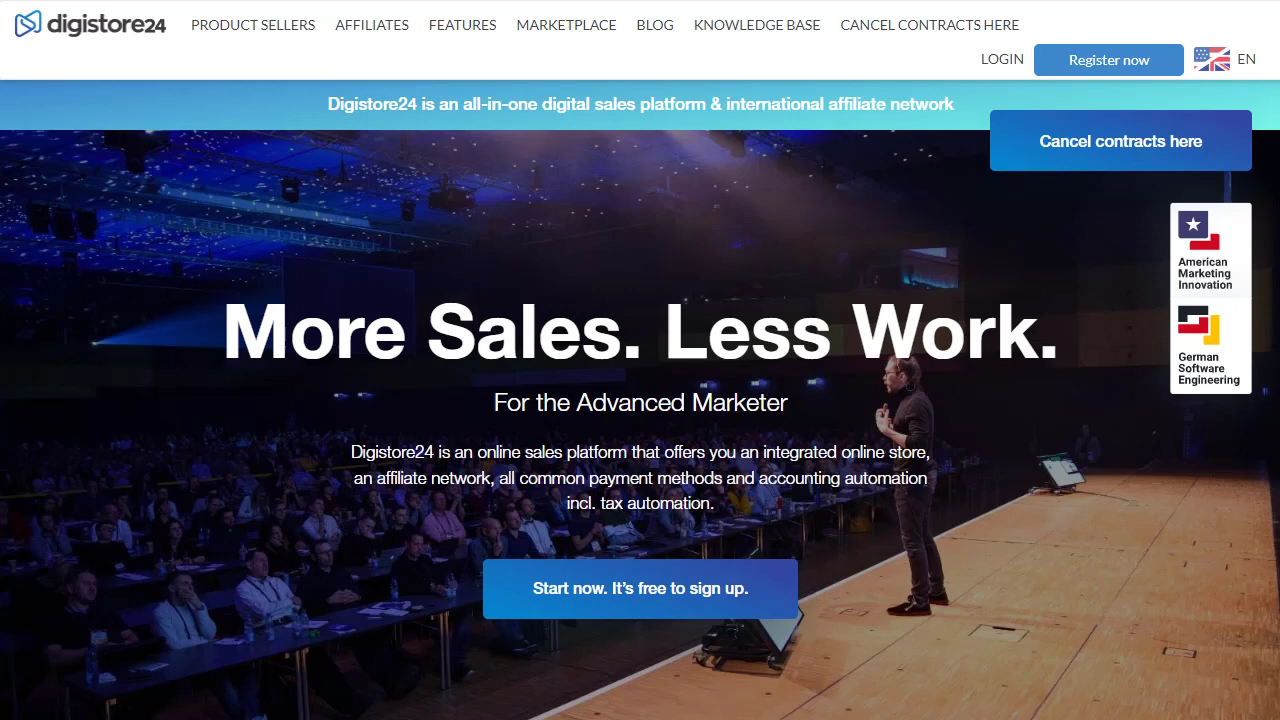 digistore24
PRODUCT SELLERS AFFILIATES FEATURES MARKETPLACE BLOG KNOWLEDGE BASE CANCEL CONTRACTS HERE
LOGIN Register now EN
Digistore24 is an all-in-one digital sales platform & international affiliate network
Cancel contracts here
American
Marketing
Innovation
German
Software
Engineering
More Sales. Less Work.
For the Advanced Marketer
Digistore24 is an online sales platform that offers you an integrated online store,
an affiliate network, all common payment methods and accounting automation
incl. tax automation.
Start now. It’s free to sign up.